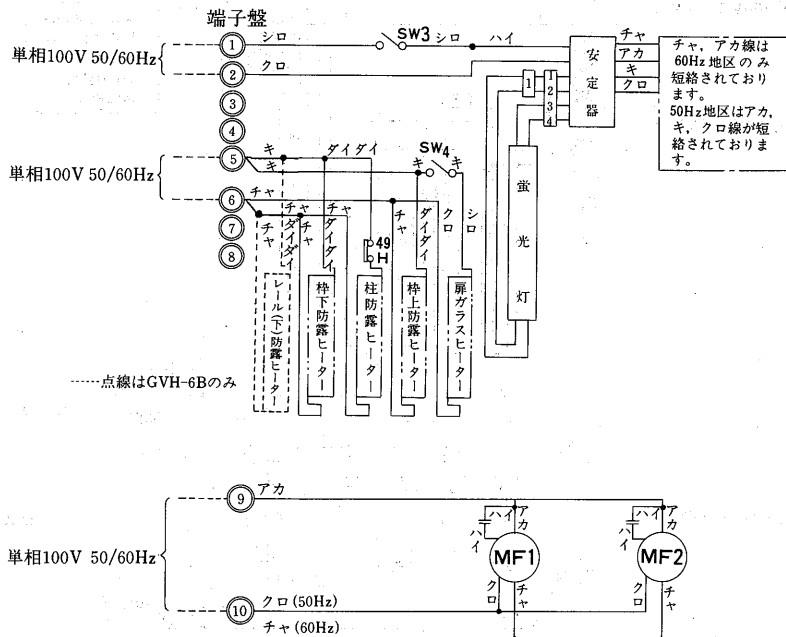 端子盤
単相100V 50/60Hz
1 シロ SW3 シロ ハイ
2 クロ
3
4
安定器
チャ
アカ
キ
クロ
チャ，アカ線は
60Hz地区のみ
短絡されており
ます。
50Hz地区はアカ，
キ，クロ線が短
絡されておりま
す。
1
1
2
3
4
蛍光灯
単相100V 50/60Hz
5 キ ダイダイ SW4
キ キ キ
6 チャ
7
8
チャ
ダイダイ
チャ
チャ
チャ
ダイダイ
49
H
チャ
ダイダイ
クロ
シロ
レール(下)防露ヒーター
枠下防露ヒーター
柱防露ヒーター
枠上防露ヒーター
扉ガラスヒーター
……点線はGVH-6Bのみ
単相100V 50/60Hz
9 アカ
ハイ アカ
ハイ
MF1
クロ チャ
ハイ アカ
ハイ
MF2
クロ チャ
10 クロ(50Hz)
チャ(60Hz)